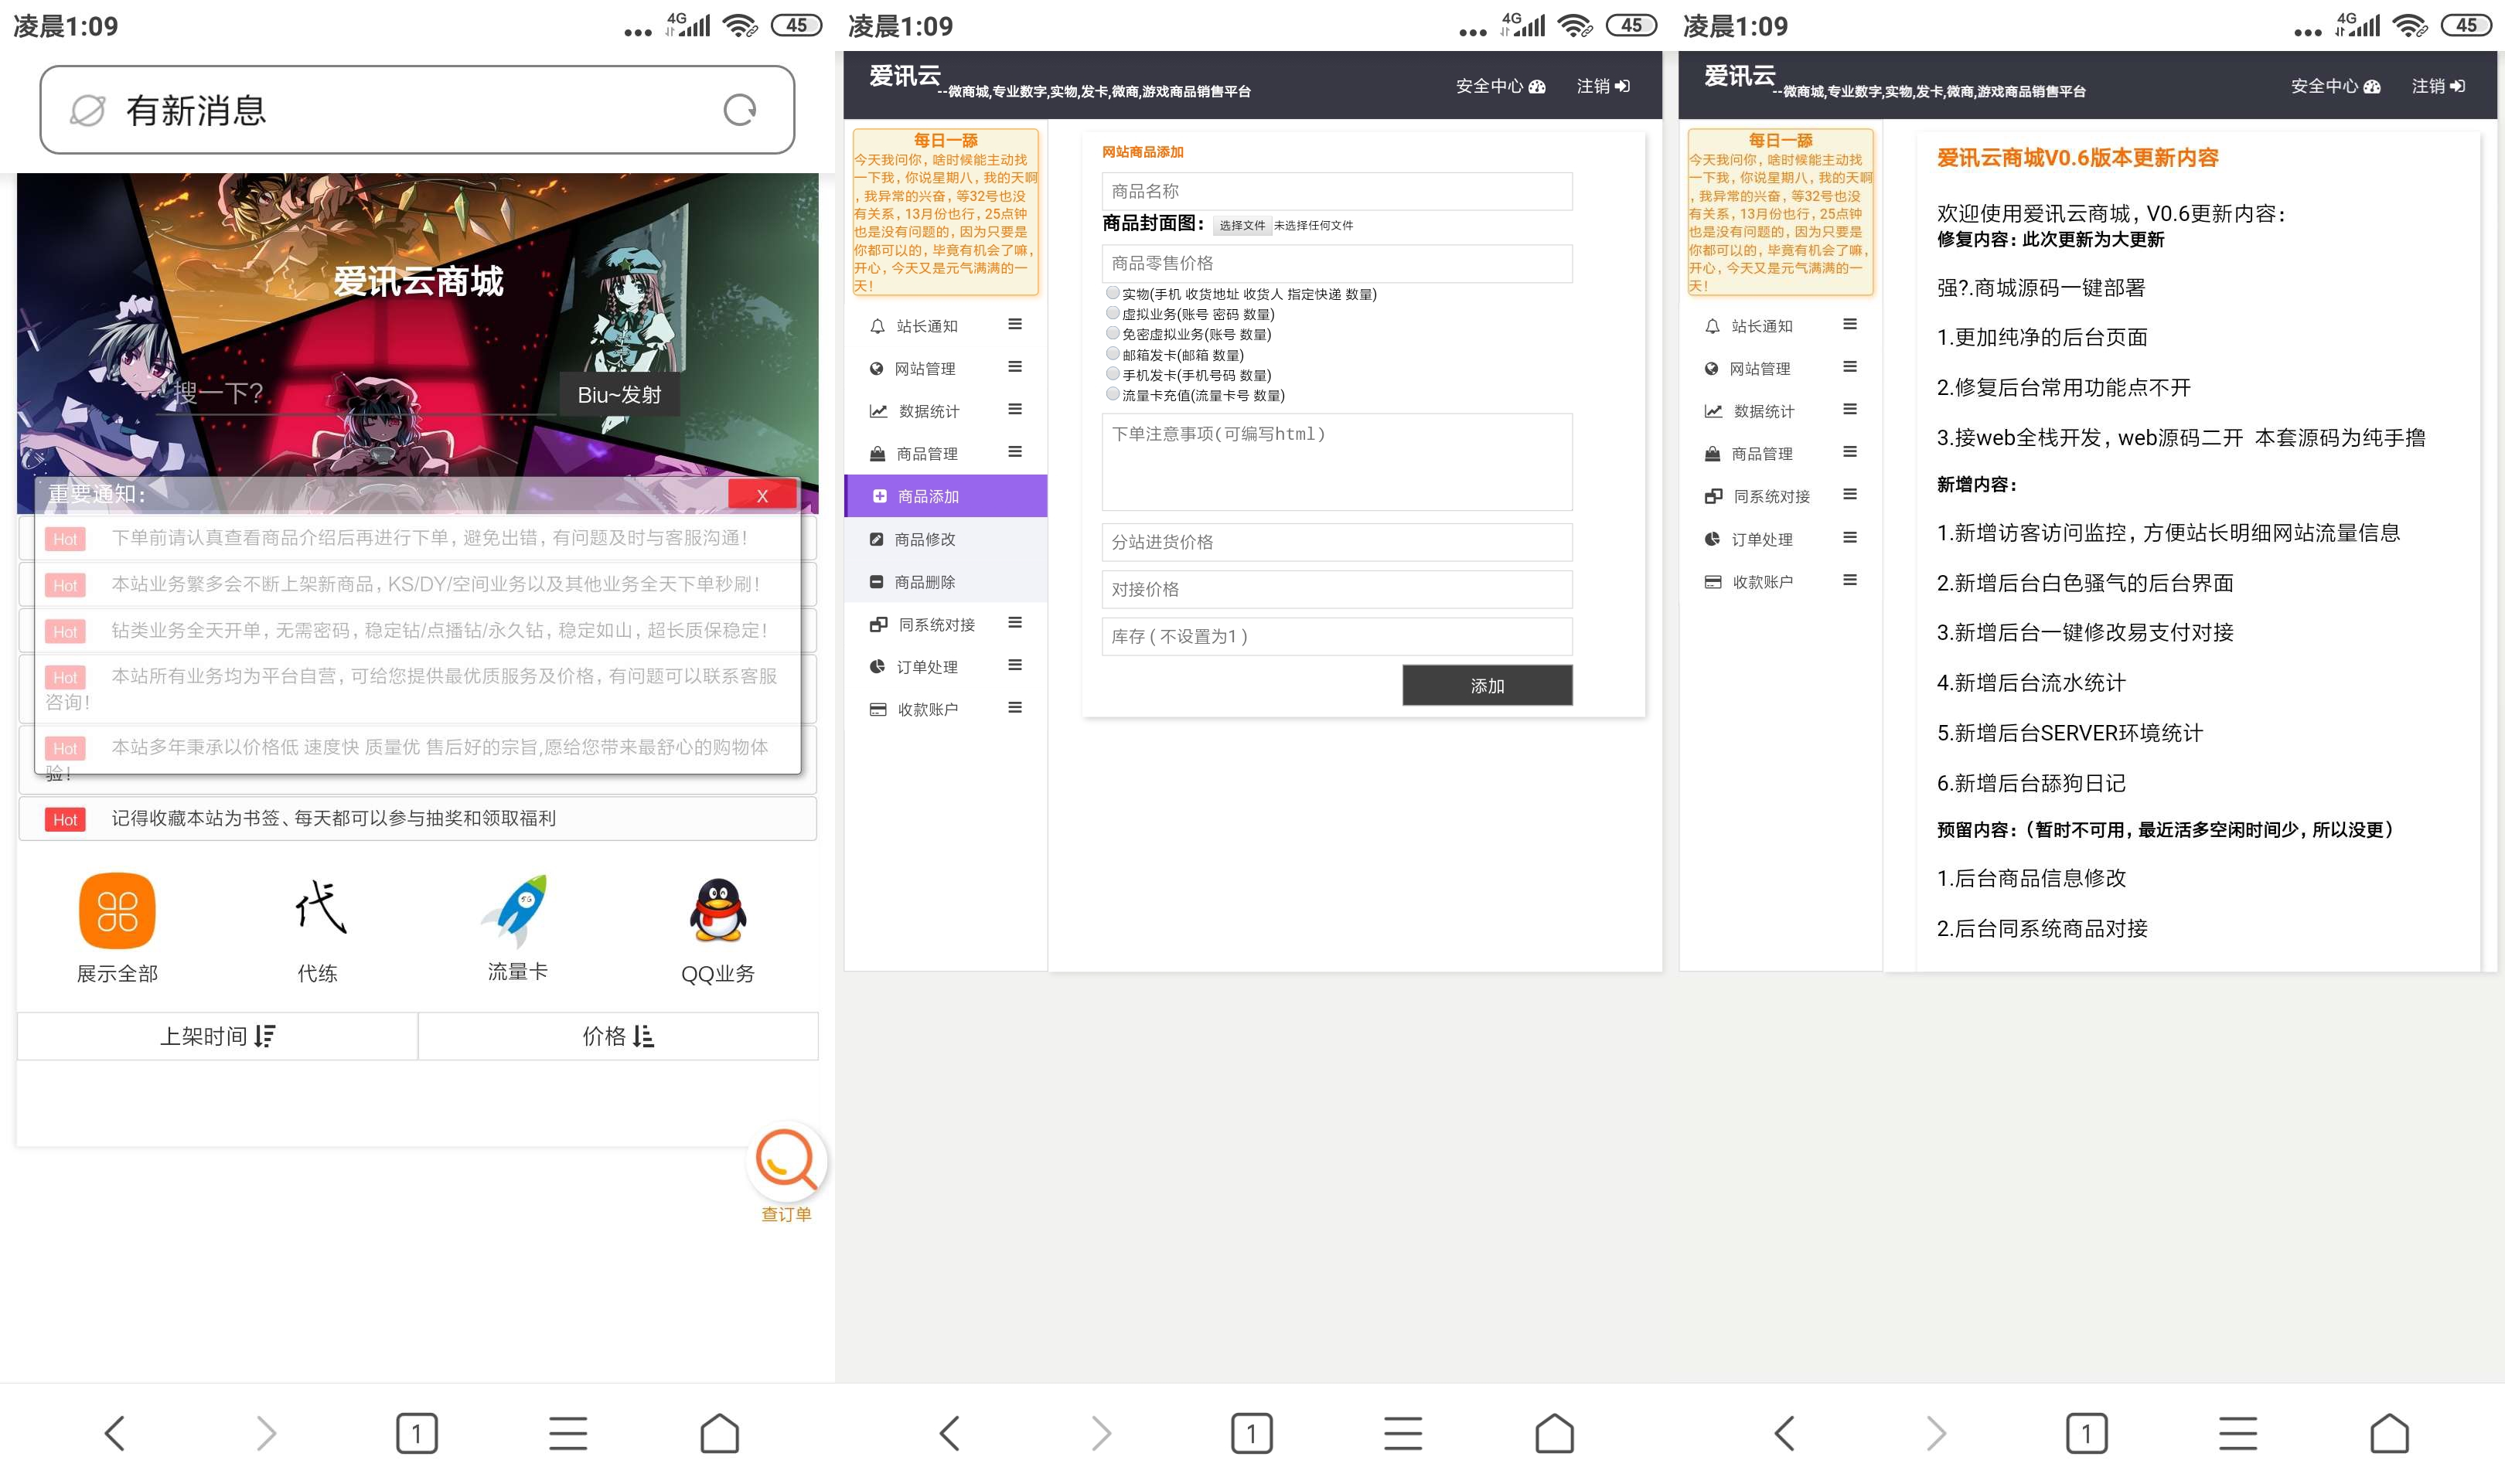 凌晨1:09
4G
45
有新消息
爱讯云商城
搜一下?
Biu~发射
重要通知：
X
Hot 下单前请认真查看商品介绍后再进行下单，避免出错，有问题及时与客服沟通！
Hot 本站业务繁多会不断上架新商品，KS/DY/空间业务以及其他业务全天下单秒刷！
Hot 钻类业务全天开单，无需密码，稳定钻/点播钻/永久钻，稳定如山，超长质保稳定！
Hot 本站所有业务均为平台自营，可给您提供最优质服务及价格，有问题可以联系客服
咨询！
Hot 本站多年秉承以价格低 速度快 质量优 售后好的宗旨,愿给您带来最舒心的购物体
验！
Hot 记得收藏本站为书签、每天都可以参与抽奖和领取福利
代
5G
展示全部
代练
流量卡
QQ业务
上架时间
价格
查订单
1
凌晨1:09
4G
45
爱讯云
--微商城,专业数字,实物,发卡,微商,游戏商品销售平台
安全中心
注销
每日一舔
今天我问你，啥时候能主动找
一下我，你说星期八，我的天啊
，我异常的兴奋，等32号也没
有关系，13月份也行，25点钟
也是没有问题的，因为只要是
你都可以的，毕竟有机会了嘛，
开心，今天又是元气满满的一
天！
站长通知
网站管理
数据统计
商品管理
商品添加
商品修改
商品删除
同系统对接
订单处理
收款账户
网站商品添加
商品名称
商品封面图： 选择文件 未选择任何文件
商品零售价格
实物(手机 收货地址 收货人 指定快递 数量)
虚拟业务(账号 密码 数量)
免密虚拟业务(账号 数量)
邮箱发卡(邮箱 数量)
手机发卡(手机号码 数量)
流量卡充值(流量卡号 数量)
下单注意事项(可编写html)
分站进货价格
对接价格
库存（不设置为1）
添加
1
凌晨1:09
4G
45
爱讯云
--微商城,专业数字,实物,发卡,微商,游戏商品销售平台
安全中心
注销
每日一舔
今天我问你，啥时候能主动找
一下我，你说星期八，我的天啊
，我异常的兴奋，等32号也没
有关系，13月份也行，25点钟
也是没有问题的，因为只要是
你都可以的，毕竟有机会了嘛，
开心，今天又是元气满满的一
天！
站长通知
网站管理
数据统计
商品管理
同系统对接
订单处理
收款账户
爱讯云商城V0.6版本更新内容
欢迎使用爱讯云商城，V0.6更新内容：
修复内容：此次更新为大更新
强?.商城源码一键部署
1.更加纯净的后台页面
2.修复后台常用功能点不开
3.接web全栈开发，web源码二开 本套源码为纯手撸
新增内容：
1.新增访客访问监控，方便站长明细网站流量信息
2.新增后台白色骚气的后台界面
3.新增后台一键修改易支付对接
4.新增后台流水统计
5.新增后台SERVER环境统计
6.新增后台舔狗日记
预留内容：（暂时不可用，最近活多空闲时间少，所以没更）
1.后台商品信息修改
2.后台同系统商品对接
1